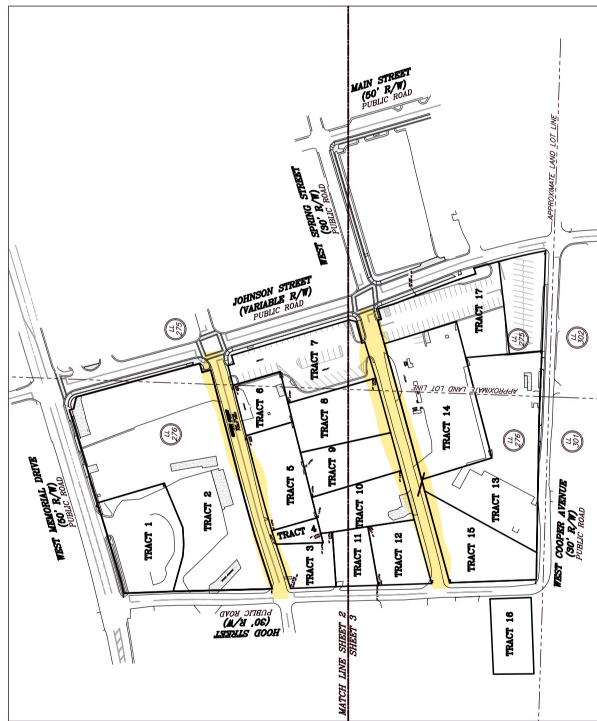 MAIN STREET
(50' R/W)
PUBLIC ROAD
WEST SPRING STREET
(30' R/W)
PUBLIC ROAD
APPROXIMATE LAND LOT LINE
JOHNSON STREET
(VARIABLE R/W)
PUBLIC ROAD
LL
275
TRACT 17
LL
275
LL
302
TRACT 7
TRACT 6
APPROXIMATE LAND LOT LINE
TRACT 8
TRACT 14
LL
276
LL
276
LL
301
WEST MEMORIAL DRIVE
(50' R/W)
PUBLIC ROAD
TRACT 1
TRACT 2
TRACT 5
TRACT 9
TRACT 10
TRACT 13
TRACT 4
TRACT 3
TRACT 11
TRACT 12
TRACT 15
WEST COOPER AVENUE
(30' R/W)
PUBLIC ROAD
HOOD STREET
(30' R/W)
PUBLIC ROAD
TRACT 16
MATCH LINE SHEET 2
SHEET 3